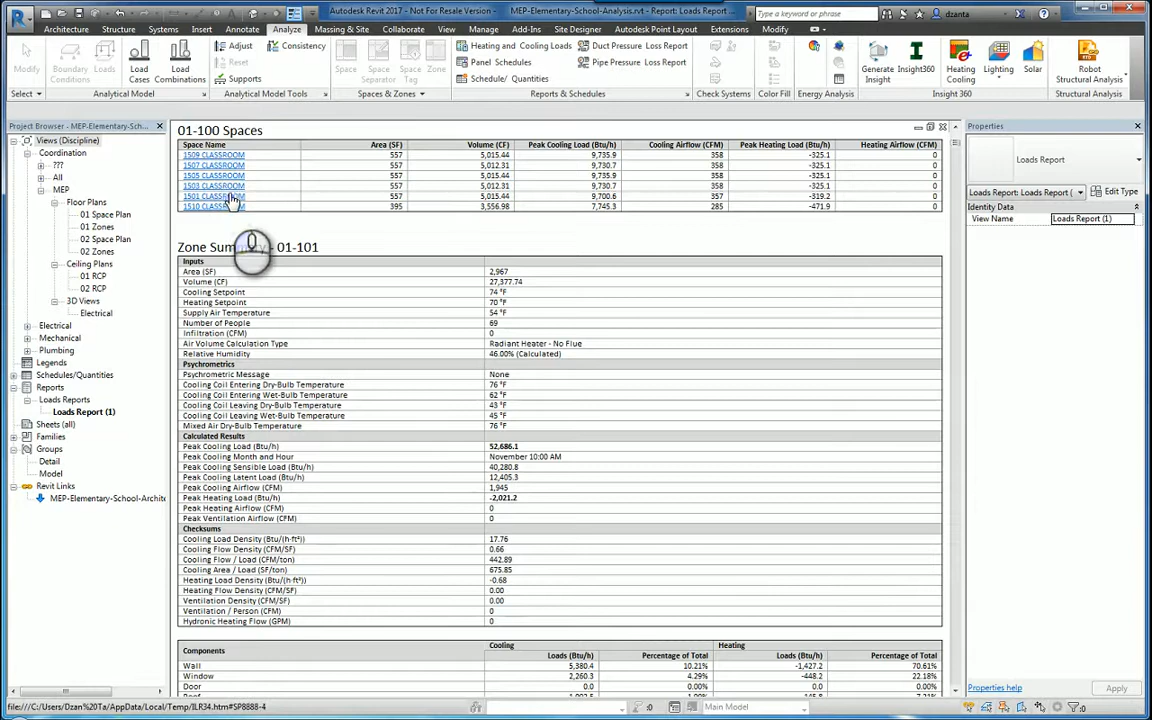 Autodesk Revit 2017 - Not For Resale Version - MEP-Elementary-School-Analysis.rvt - Report: Loads Report... Type a keyword or phrase dzanta
Architecture Structure Systems Insert Annotate Analyze Massing & Site Collaborate View Manage Add-Ins Site Designer Autodesk Point Layout Extensions Modify
Modify Boundary Conditions Loads Load Cases Load Combinations Adjust Reset Supports Consistency Space Space Separator Space Tag Zone Heating and Cooling Loads Panel Schedules Schedule/ Quantities Duct Pressure Loss Report Pipe Pressure Loss Report Generate Insight Insight360 Heating Cooling Lighting Solar Robot Structural Analysis
Select Analytical Model Analytical Model Tools Spaces & Zones Reports & Schedules Check Systems Color Fill Energy Analysis Insight 360 Structural Analysis
Project Browser - MEP-Elementary-Sch...
Views (Discipline)
Coordination
???
All
MEP
Floor Plans
01 Space Plan
01 Zones
02 Space Plan
02 Zones
Ceiling Plans
01 RCP
02 RCP
3D Views
Electrical
Electrical
Mechanical
Plumbing
Legends
Schedules/Quantities
Reports
Loads Reports
Loads Report (1)
Sheets (all)
Families
Groups
Detail
Model
Revit Links
MEP-Elementary-School-Archite
01-100 Spaces
Space Name Area (SF) Volume (CF) Peak Cooling Load (Btu/h) Cooling Airflow (CFM) Peak Heating Load (Btu/h) Heating Airflow (CFM)
1509 CLASSROOM 557 5,015.44 9,735.9 358 -325.1 0
1507 CLASSROOM 557 5,012.31 9,730.7 358 -325.1 0
1505 CLASSROOM 557 5,015.44 9,735.9 358 -325.1 0
1503 CLASSROOM 557 5,012.31 9,730.7 358 -325.1 0
1501 CLASSROOM 557 5,012.31 9,700.6 357 -319.2 0
1510 CLASSROOM 395 3,556.98 7,745.3 285 -471.9 0
Zone Summary - 01-101
Inputs
Area (SF) 2,967
Volume (CF) 27,377.74
Cooling Setpoint 74 °F
Heating Setpoint 70 °F
Supply Air Temperature 54 °F
Number of People 69
Infiltration (CFM) 0
Air Volume Calculation Type Radiant Heater - No Flue
Relative Humidity 46.00% (Calculated)
Psychrometrics
Psychrometric Message None
Cooling Coil Entering Dry-Bulb Temperature 76 °F
Cooling Coil Entering Wet-Bulb Temperature 62 °F
Cooling Coil Leaving Dry-Bulb Temperature 43 °F
Cooling Coil Leaving Wet-Bulb Temperature 45 °F
Mixed Air Dry-Bulb Temperature 76 °F
Calculated Results
Peak Cooling Load (Btu/h) 52,686.1
Peak Cooling Month and Hour November 10:00 AM
Peak Cooling Sensible Load (Btu/h) 40,280.8
Peak Cooling Latent Load (Btu/h) 12,405.3
Peak Cooling Airflow (CFM) 1,945
Peak Heating Load (Btu/h) -2,021.2
Peak Heating Airflow (CFM) 0
Peak Ventilation Airflow (CFM) 0
Checksums
Cooling Load Density (Btu/(h·ft²)) 17.76
Cooling Flow Density (CFM/SF) 0.66
Cooling Flow / Load (CFM/ton) 442.89
Cooling Area / Load (SF/ton) 675.85
Heating Load Density (Btu/(h·ft²)) -0.68
Heating Flow Density (CFM/SF) 0.00
Ventilation Density (CFM/SF) 0.00
Ventilation / Person (CFM) 0
Hydronic Heating Flow (GPM) 0
Components Cooling Heating
Loads (Btu/h) Percentage of Total Loads (Btu/h) Percentage of Total
Wall 5,380.4 10.21% -1,427.2 70.61%
Window 2,260.3 4.29% -448.2 22.18%
Door 0.0 0.0
Properties
Loads Report
Loads Report: Loads Report ( Edit Type
Identity Data
View Name Loads Report (1)
Properties help Apply
file:///C:/Users/Dzan%20Ta/AppData/Local/Temp/ILR34.htm#SP8888-4 :0 Main Model :0